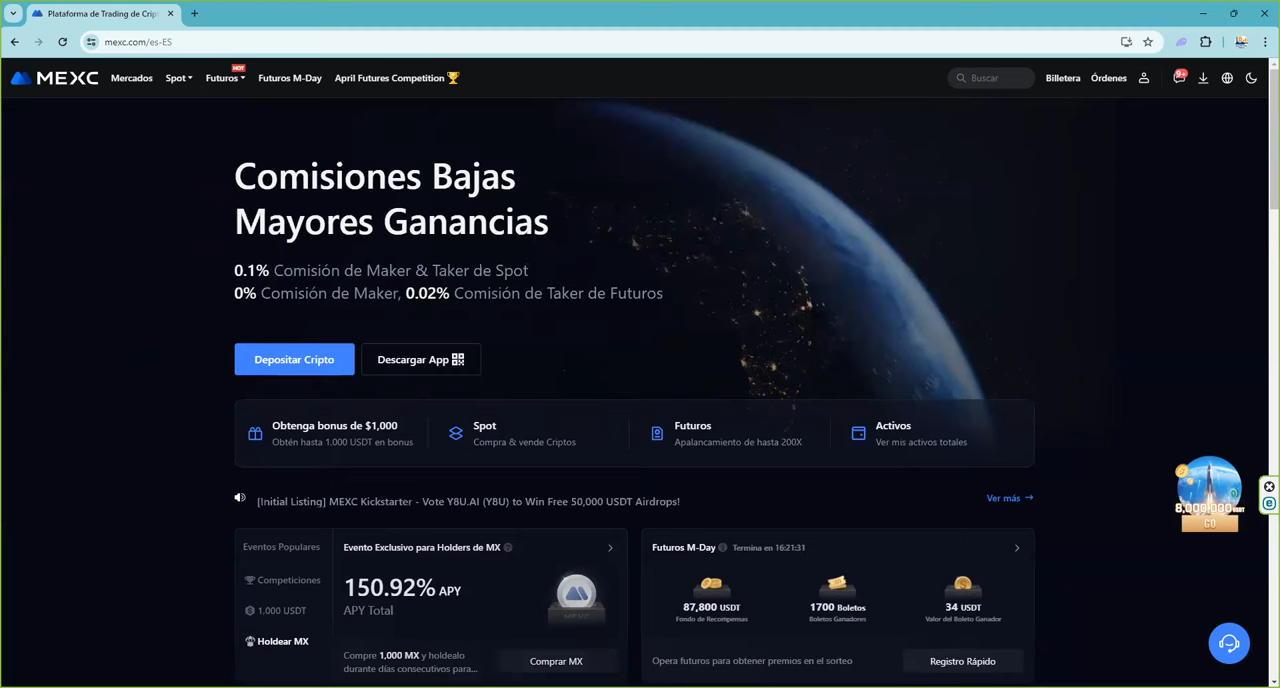 Plataforma de Trading de Crip
mexc.com/es-ES
MEXC Mercados Spot Futuros HOT Futuros M-Day April Futures Competition Buscar Billetera Órdenes 9+
Comisiones Bajas
Mayores Ganancias
0.1% Comisión de Maker & Taker de Spot
0% Comisión de Maker, 0.02% Comisión de Taker de Futuros
Depositar Cripto Descargar App
Obtenga bonus de $1,000 Spot Futuros Activos
Obtén hasta 1,000 USDT en bonus Compra & vende Criptos Apalancamiento de hasta 200X Ver mis activos totales
[Initial Listing] MEXC Kickstarter - Vote Y8U.AI (Y8U) to Win Free 50,000 USDT Airdrops! Ver más →
8,000,000 USDT
GO
Eventos Populares
Competiciones
1,000 USDT
Holdear MX
Evento Exclusivo para Holders de MX
150.92% APY
APY Total
MEXC
Compre 1,000 MX y holdealo
durante días consecutivos para...
Comprar MX
Futuros M-Day Termina en 16:21:31
87,800 USDT 1700 Boletos 34 USDT
Fondo de Recompensas Boletos Ganadores Valor del Boleto Ganador
Opera futuros para obtener premios en el sorteo Registro Rápido